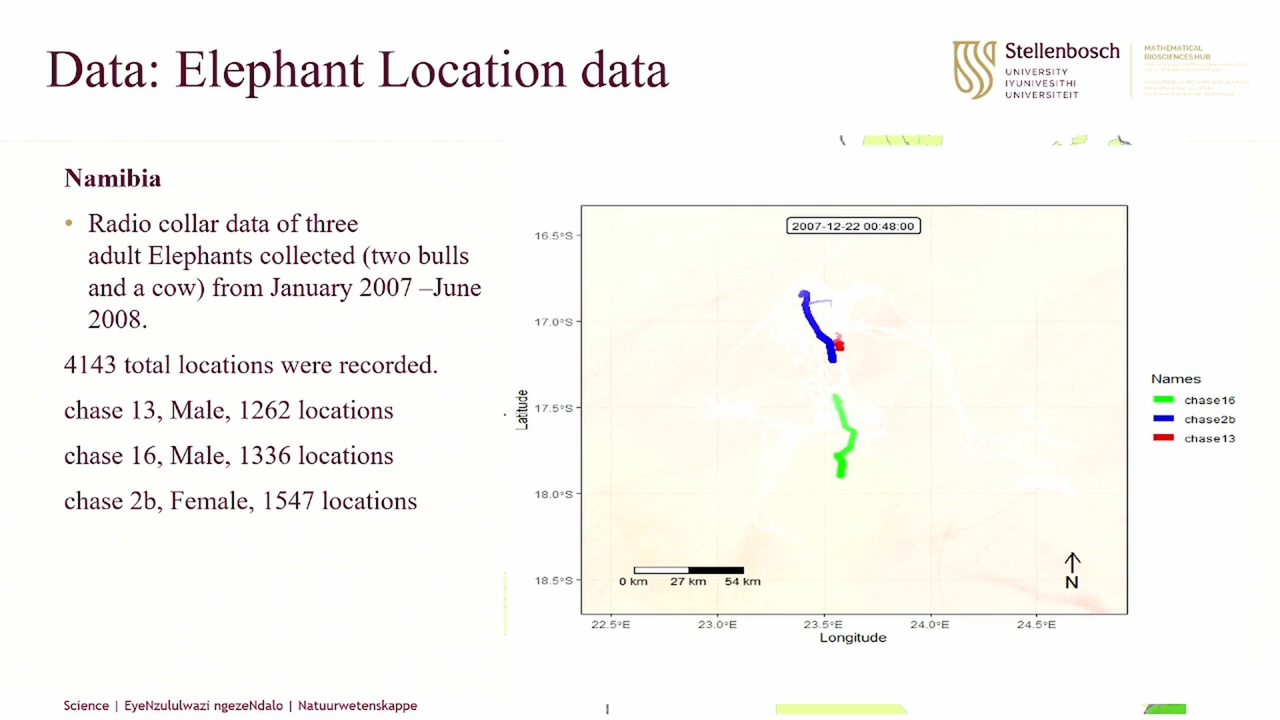 Data: Elephant Location data
Stellenbosch
UNIVERSITY
IYUNIVESITHI
UNIVERSITEIT
MATHEMATICAL
BIOSCIENCES HUB
Namibia
• Radio collar data of three
adult Elephants collected (two bulls
and a cow) from January 2007 –June
2008.
4143 total locations were recorded.
chase 13, Male, 1262 locations
chase 16, Male, 1336 locations
chase 2b, Female, 1547 locations
2007-12-22 00:48:00
16.5°S
17.0°S
17.5°S
18.0°S
18.5°S
Latitude
0 km 27 km 54 km
N
22.5°E 23.0°E 23.5°E 24.0°E 24.5°E
Longitude
Names
chase16
chase2b
chase13
Science | EyeNzululwazi ngezeNdalo | Natuurwetenskappe